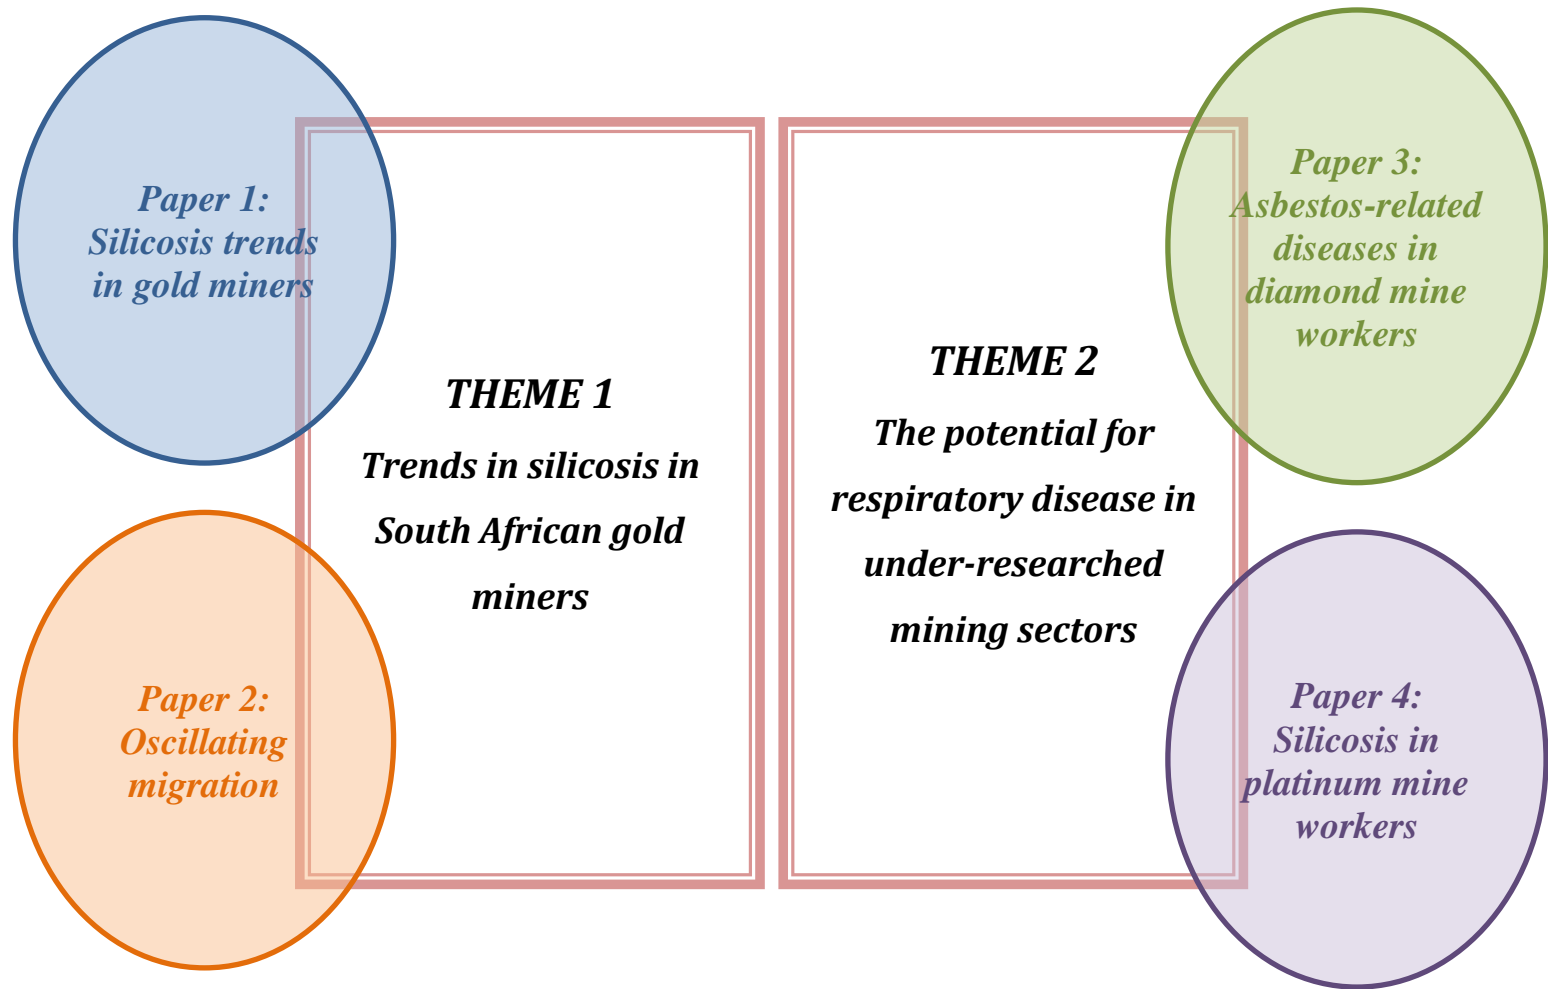 Paper 1:
Silicosis trends
in gold miners
Paper 2:
Oscillating
migration
THEME 1
Trends in silicosis in
South African gold
miners
THEME 2
The potential for
respiratory disease in
under-researched
mining sectors
Paper 3:
Asbestos-related
diseases in
diamond mine
workers
Paper 4:
Silicosis in
platinum mine
workers